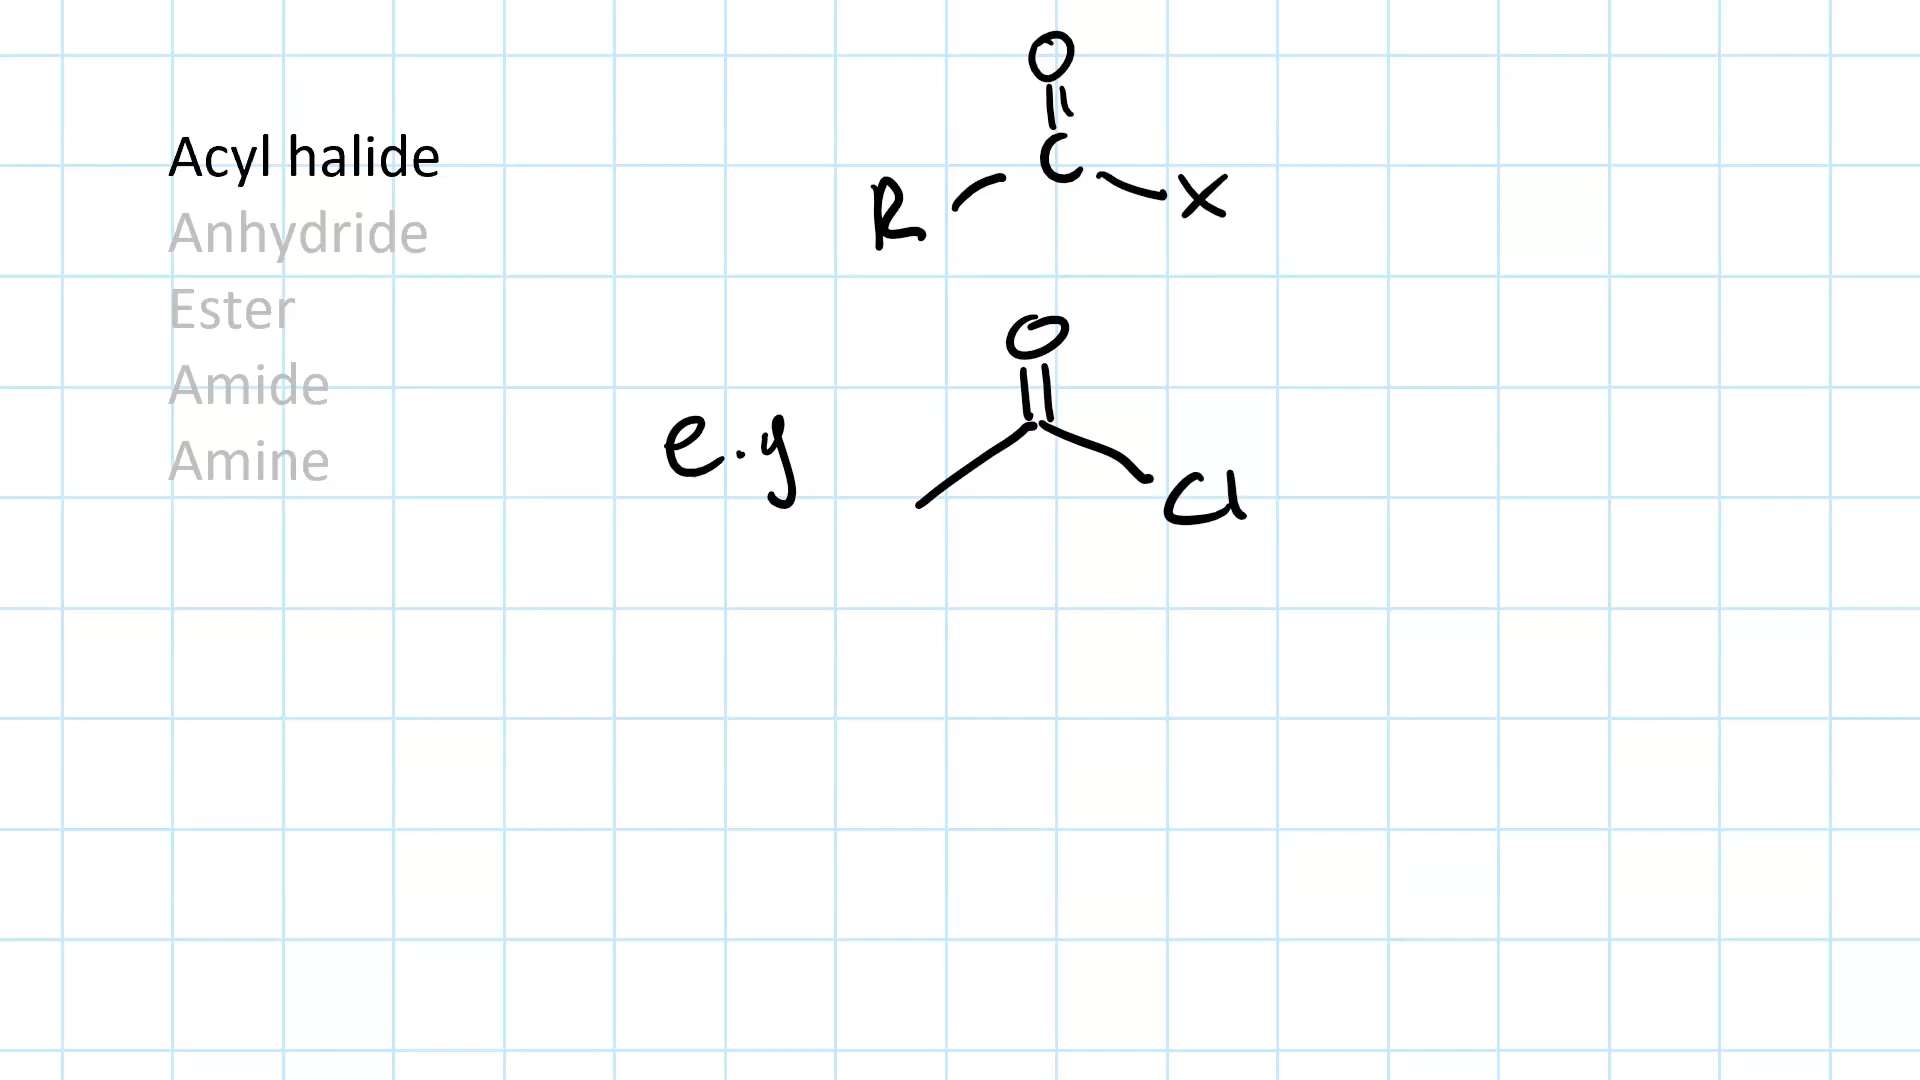 Acyl halide
Anhydride
Ester
Amide
Amine
O
C
R X
O
e.g
Cl